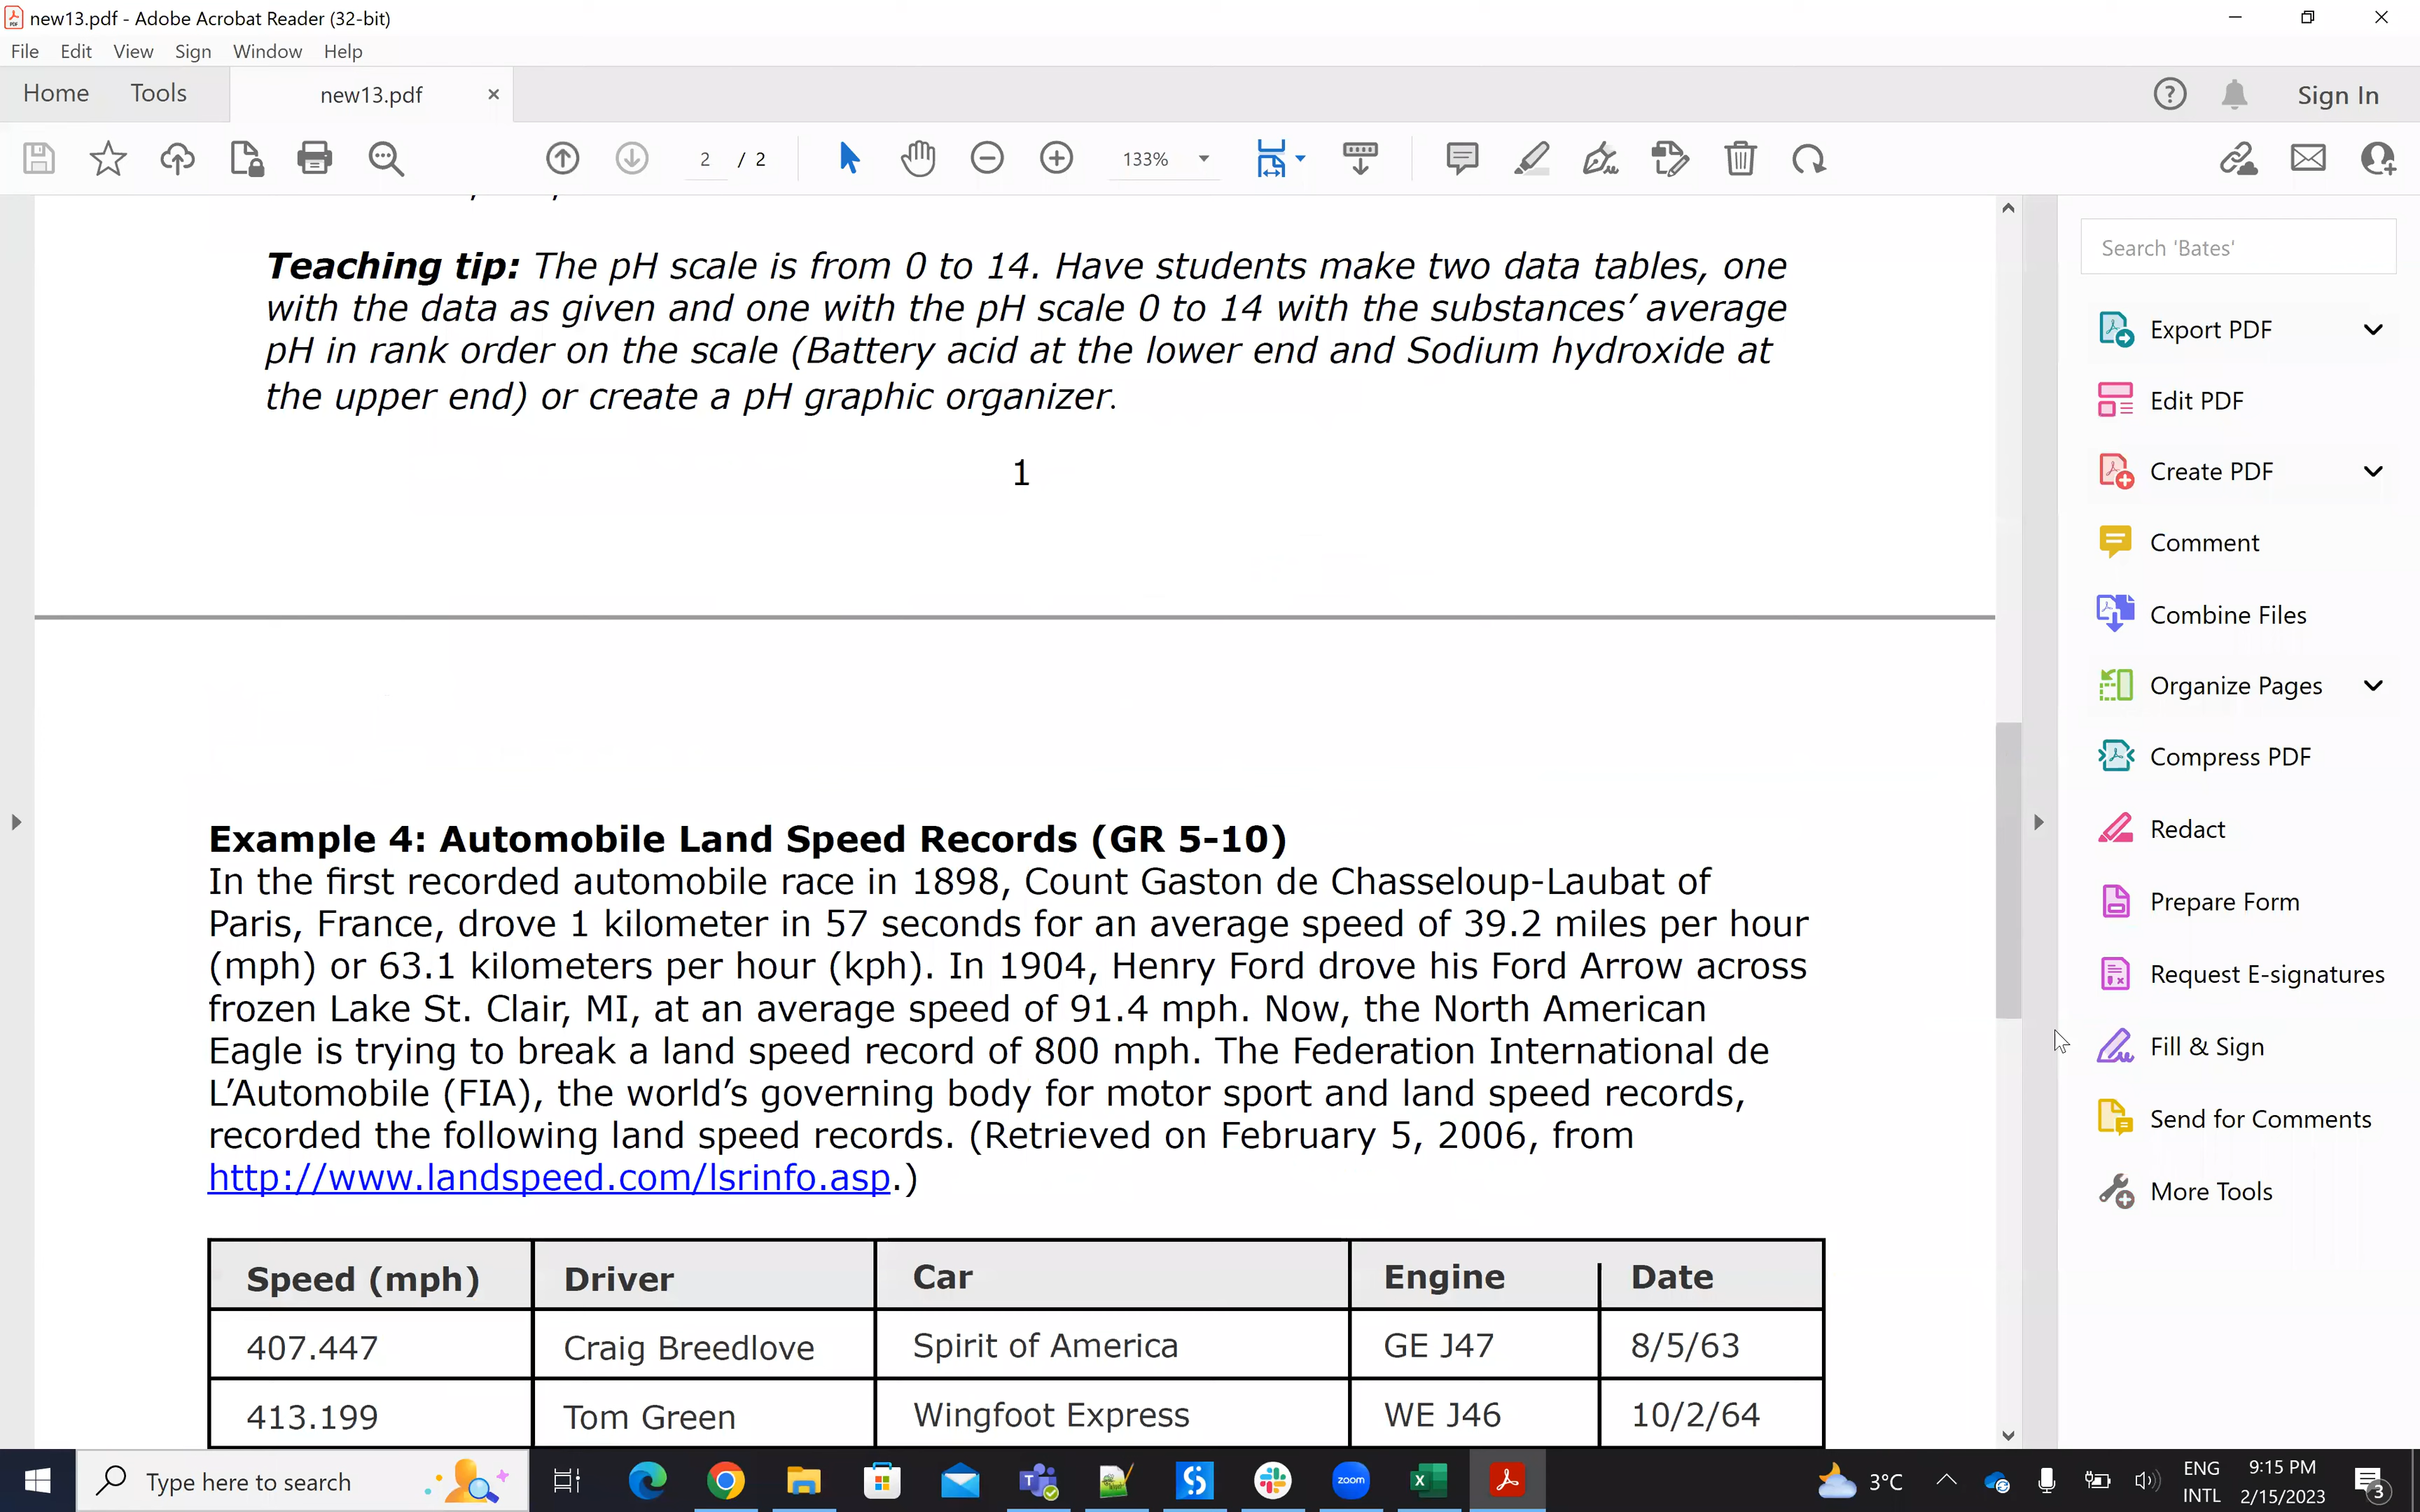 new13.pdf - Adobe Acrobat Reader (32-bit)
File Edit View Sign Window Help
Home Tools new13.pdf Sign In
2 / 2 133%
Teaching tip: The pH scale is from 0 to 14. Have students make two data tables, one
with the data as given and one with the pH scale 0 to 14 with the substances’ average
pH in rank order on the scale (Battery acid at the lower end and Sodium hydroxide at
the upper end) or create a pH graphic organizer.
1
Example 4: Automobile Land Speed Records (GR 5-10)
In the first recorded automobile race in 1898, Count Gaston de Chasseloup-Laubat of
Paris, France, drove 1 kilometer in 57 seconds for an average speed of 39.2 miles per hour
(mph) or 63.1 kilometers per hour (kph). In 1904, Henry Ford drove his Ford Arrow across
frozen Lake St. Clair, MI, at an average speed of 91.4 mph. Now, the North American
Eagle is trying to break a land speed record of 800 mph. The Federation International de
L’Automobile (FIA), the world’s governing body for motor sport and land speed records,
recorded the following land speed records. (Retrieved on February 5, 2006, from
http://www.landspeed.com/lsrinfo.asp.)
Speed (mph) Driver Car Engine Date
407.447 Craig Breedlove Spirit of America GE J47 8/5/63
413.199 Tom Green Wingfoot Express WE J46 10/2/64
Search 'Bates'
Export PDF
Edit PDF
Create PDF
Comment
Combine Files
Organize Pages
Compress PDF
Redact
Prepare Form
Request E-signatures
Fill & Sign
Send for Comments
More Tools
Type here to search
zoom
3°C
ENG
INTL
9:15 PM
2/15/2023
3